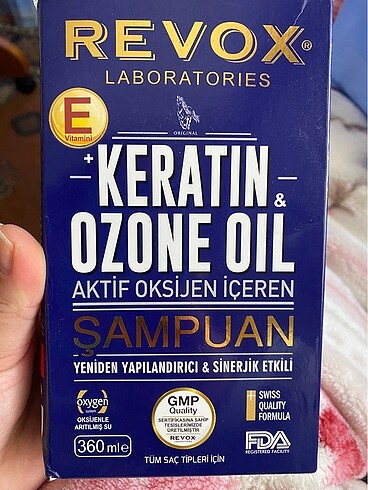 REVOX®
LABORATORIES
E
Vitamini
ORIGINAL
+
KERATIN &
OZONE OIL
AKTİF OKSİJEN İÇEREN
ŞAMPUAN
YENİDEN YAPILANDIRICI & SİNERJİK ETKİLİ
oxygen
system
OKSİJENLE
ARITILMIŞ SU
360 ml e
GMP
Quality
SERTİFİKASINA SAHİP
TESİSLERİMİZDE
ÜRETİLMİŞTİR
REVOX
SWISS
QUALITY
FORMULA
FDA
REGISTERED FACILITY
TÜM SAÇ TİPLERİ İÇİN